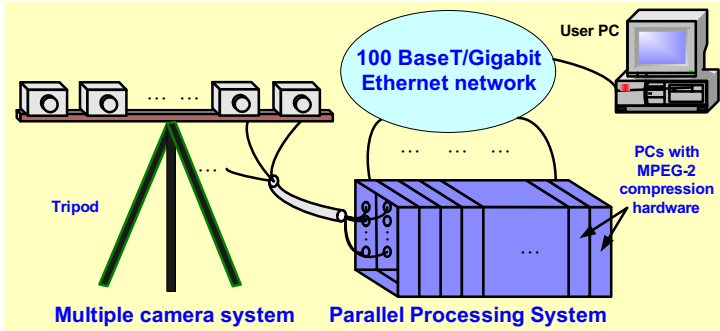 User PC
100 BaseT/Gigabit
Ethernet network
... ...
...
... ... ...
PCs with
MPEG-2
compression
hardware
Tripod
...
Multiple camera system
Parallel Processing System